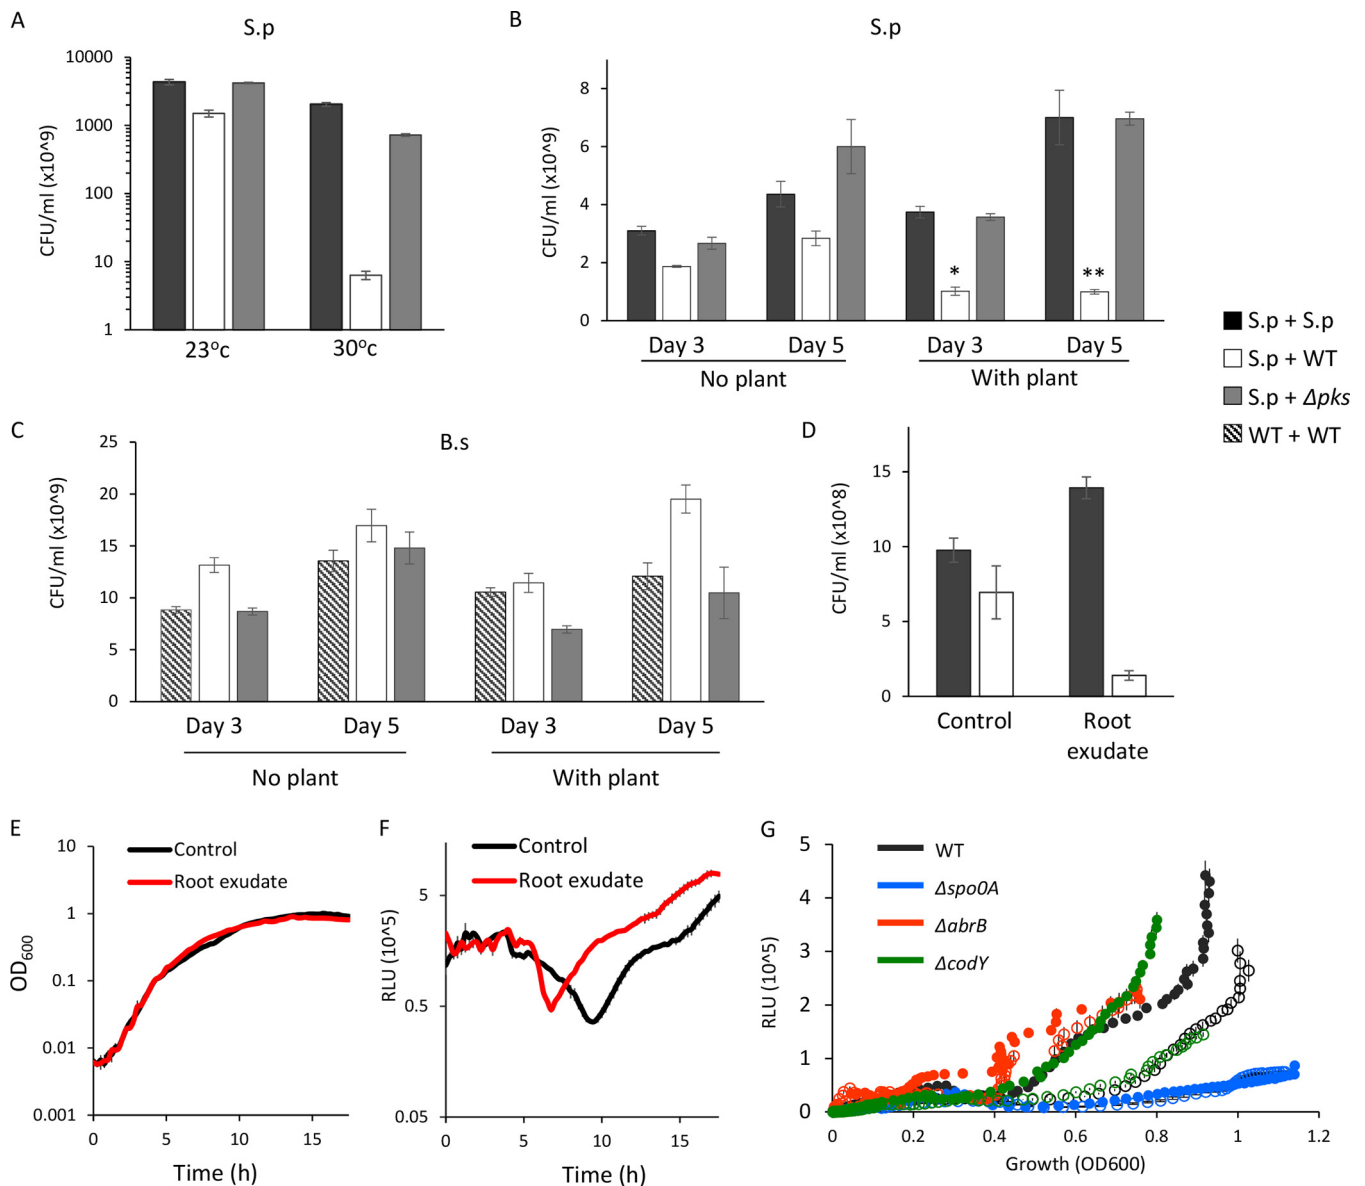 A
S.p
CFU/ml (x10^9)
10000
1000
100
10
1
23°c
30°c
B
S.p
CFU/ml (x10^9)
8
6
4
2
0
*
**
Day 3
Day 5
Day 3
Day 5
No plant
With plant
S.p + S.p
S.p + WT
S.p + Δpks
WT + WT
C
B.s
CFU/ml (x10^9)
25
20
15
10
5
0
Day 3
Day 5
Day 3
Day 5
No plant
With plant
D
CFU/ml (x10^8)
15
10
5
0
Control
Root
exudate
E
OD600
10
1
0.1
0.01
0.001
Control
Root exudate
0
5
10
15
Time (h)
F
RLU (10^5)
5
0.5
0.05
Control
Root exudate
0
5
10
15
Time (h)
G
RLU (10^5)
5
4
3
2
1
0
WT
Δspo0A
ΔabrB
ΔcodY
0
0.2
0.4
0.6
0.8
1
1.2
Growth (OD600)